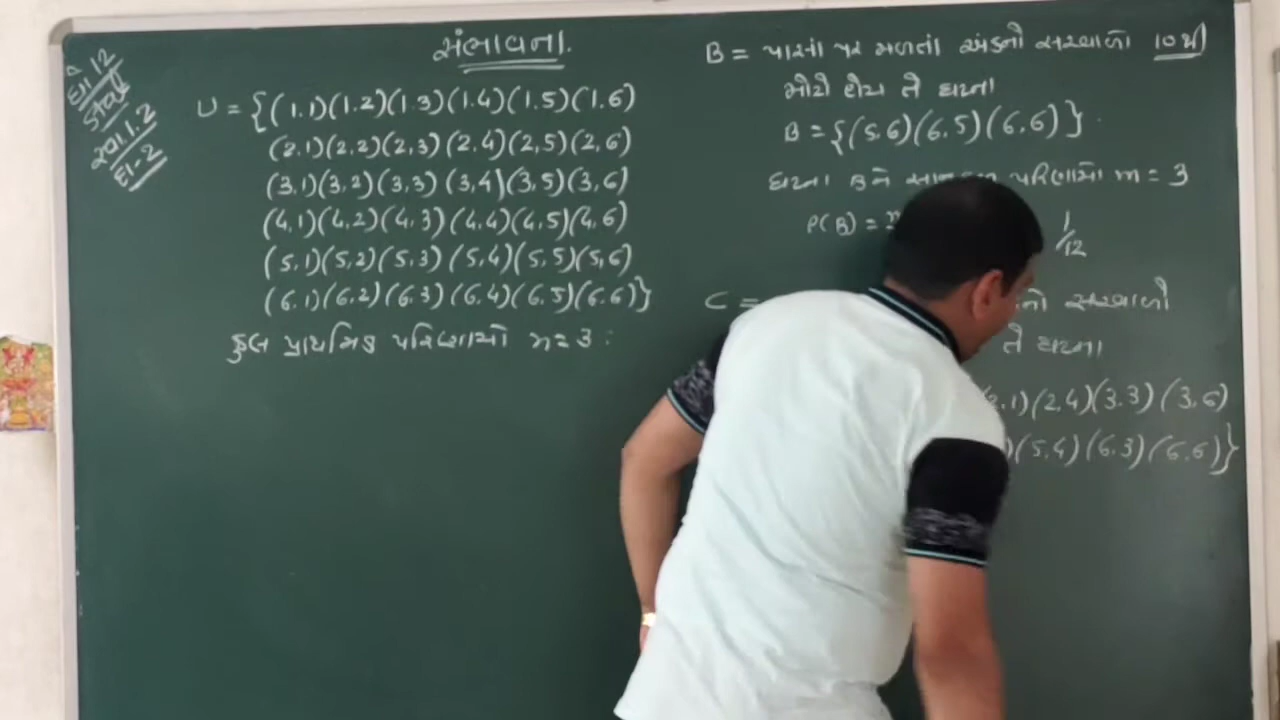 ધો 12
Stat
સ્વા.1.2
દા-2
સંભાવના.
U = {(1.1)(1.2)(1.3)(1.4)(1.5)(1.6)
(2.1)(2.2)(2,3)(2.4)(2,5)(2,6)
(3.1)(3,2)(3,3)(3,4)(3,5)(3,6)
(4,1)(4,2)(4,3)(4.4)(4,5)(4.6)
(5,1)(5,2)(5,3)(5,4)(5,5)(5,6)
(6.1)(6,2)(6.3)(6,4)(6.5)(6.6)}
કુલ પ્રાથમિક પરિણામો n = 3
B = પાસા પર મળતાં અંકનો સરવાળો 10થી
મોટો હોય તે ઘટના
B = {(5,6)(6,5)(6,6)}.
ઘટના B ને પરિણામો m = 3
P(B) = 1/12
C = નો સરવાળો
તે ઘટના
.1)(2,4)(3.3)(3,6)
)(5,4)(6.3)(6.6)}